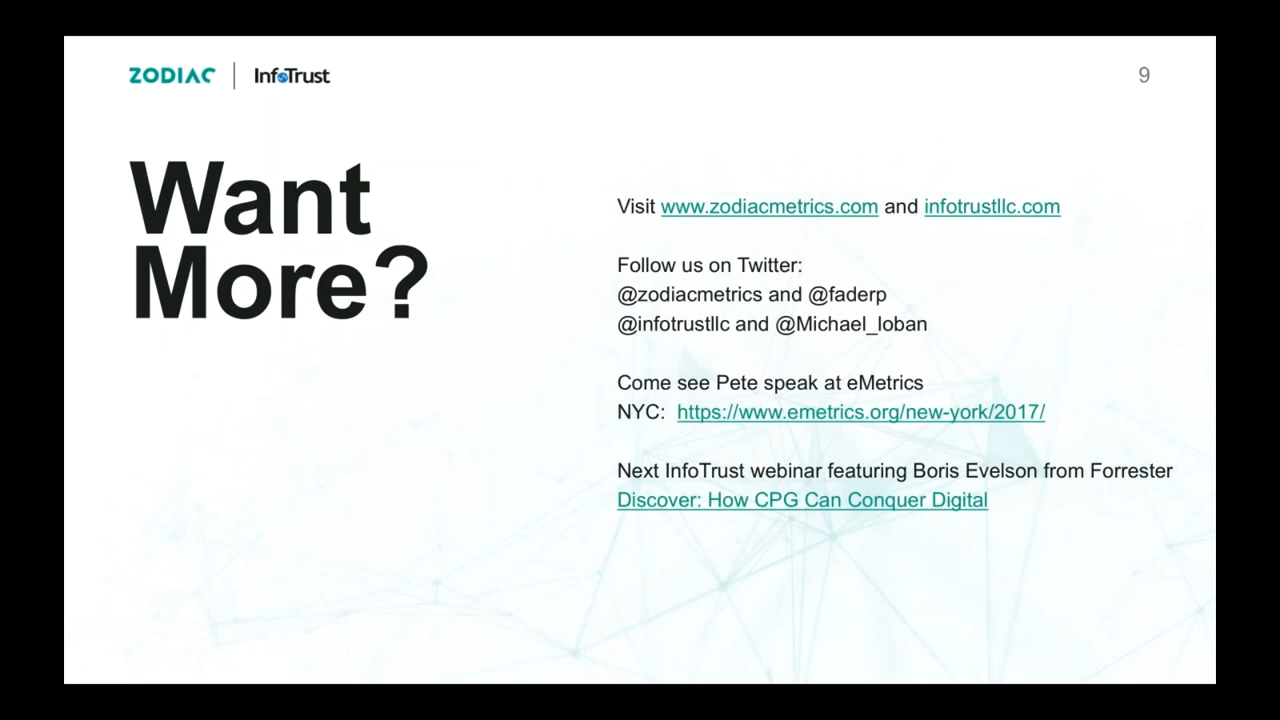 ZODIAC | InfoTrust
9
Want
More?
Visit www.zodiacmetrics.com and infotrustllc.com
Follow us on Twitter:
@zodiacmetrics and @faderp
@infotrustllc and @Michael_loban
Come see Pete speak at eMetrics
NYC: https://www.emetrics.org/new-york/2017/
Next InfoTrust webinar featuring Boris Evelson from Forrester
Discover: How CPG Can Conquer Digital